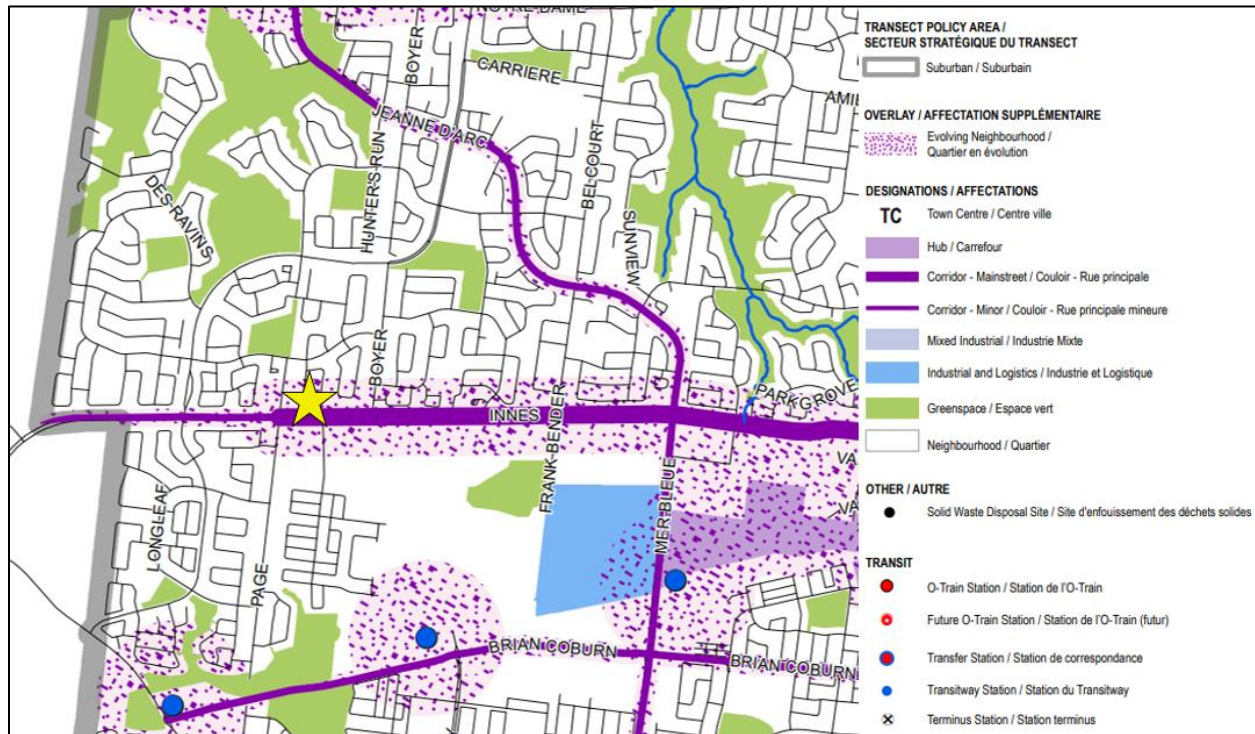 NOTRE-DAME
BOYER
CARRIERE
JEANNE D'ARC
HUNTER'S RUN
BELCOURT
DES RAVINS
SUNVIEW
BOYER
PARKGROVE
INNES
FRANK-BENDER
MER-BLEUE
LONGLEAF
PAGE
BRIAN COBURN
BRIAN COBURN
TRANSECT POLICY AREA /
SECTEUR STRATÉGIQUE DU TRANSECT
Suburban / Suburbain
OVERLAY / AFFECTATION SUPPLÉMENTAIRE
Evolving Neighbourhood /
Quartier en évolution
DESIGNATIONS / AFFECTATIONS
TC Town Centre / Centre ville
Hub / Carrefour
Corridor - Mainstreet / Couloir - Rue principale
Corridor - Minor / Couloir - Rue principale mineure
Mixed Industrial / Industrie Mixte
Industrial and Logistics / Industrie et Logistique
Greenspace / Espace vert
Neighbourhood / Quartier
OTHER / AUTRE
Solid Waste Disposal Site / Site d'enfouissement des déchets solides
TRANSIT
O-Train Station / Station de l'O-Train
Future O-Train Station / Station de l'O-Train (futur)
Transfer Station / Station de correspondance
Transitway Station / Station du Transitway
Terminus Station / Station terminus